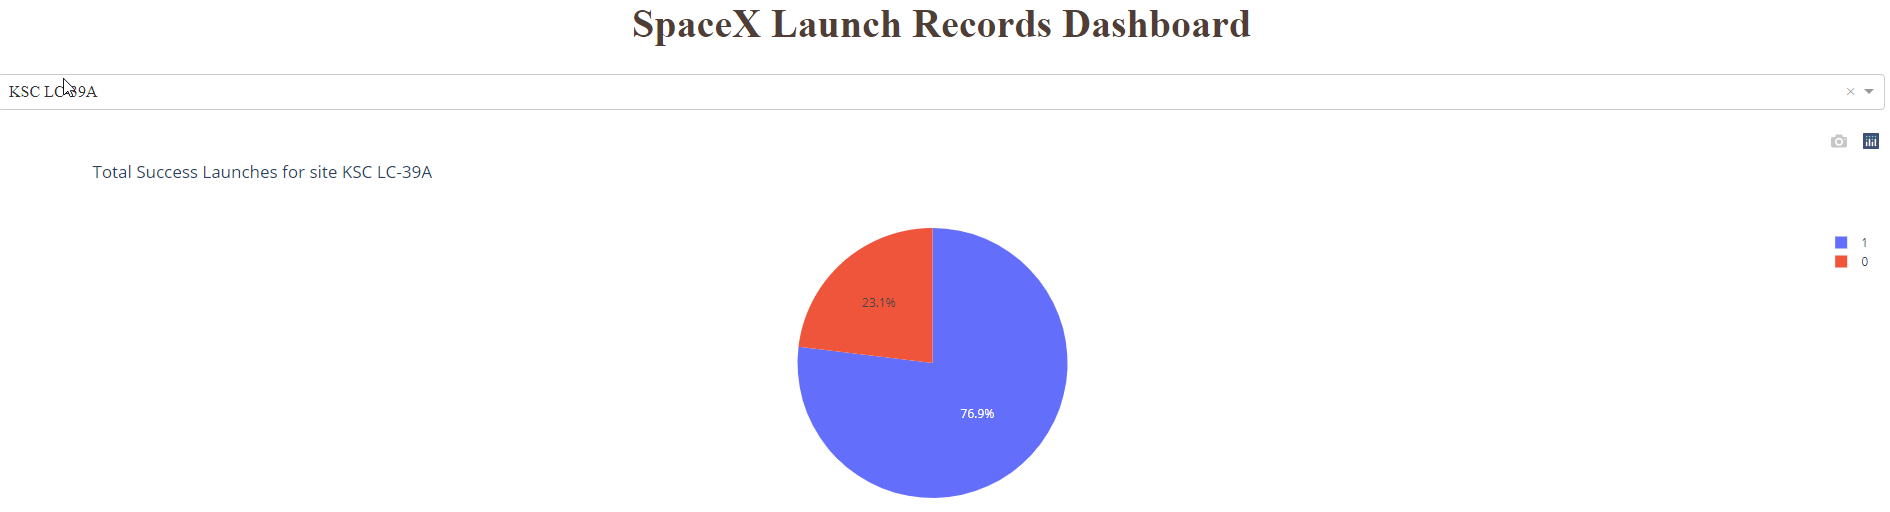 SpaceX Launch Records Dashboard
KSC LC-39A
Total Success Launches for site KSC LC-39A
1
0
23.1%
76.9%